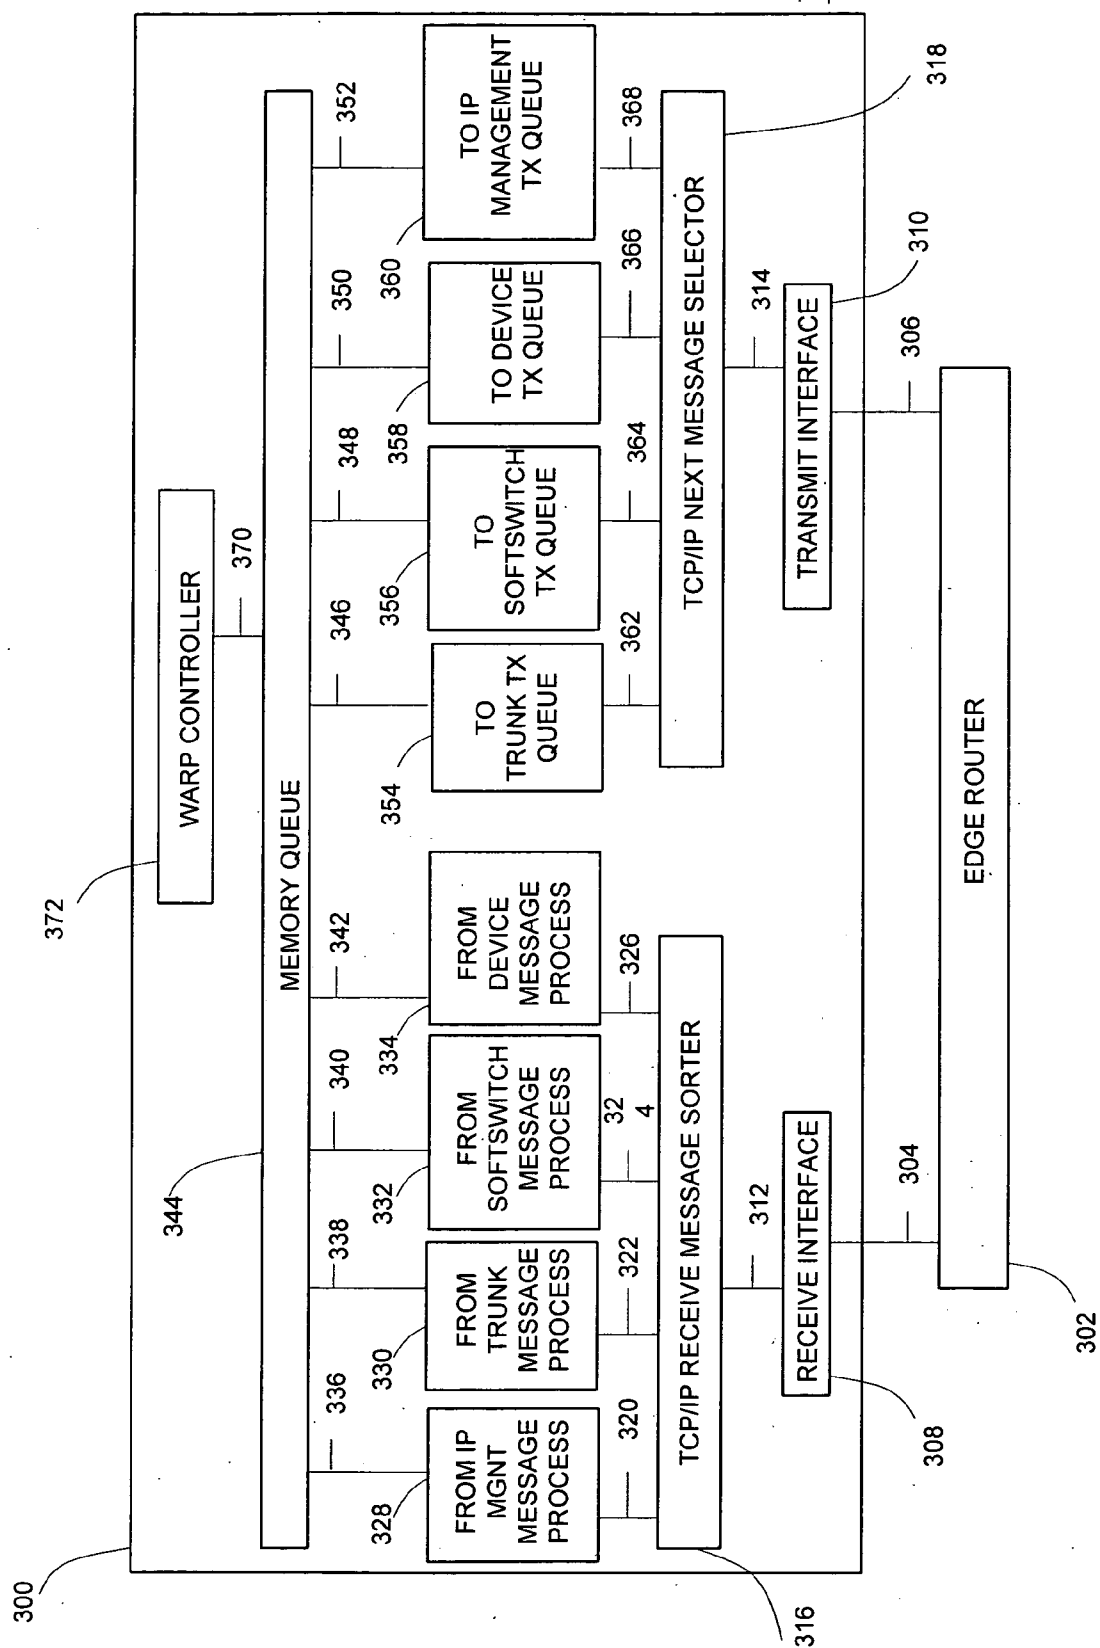 300
372
WARP CONTROLLER
370
344
MEMORY QUEUE
336
338
340
342
346
348
350
352
328
FROM IP
MGNT
MESSAGE
PROCESS
330
FROM
TRUNK
MESSAGE
PROCESS
332
FROM
SOFTSWITCH
MESSAGE
PROCESS
334
FROM
DEVICE
MESSAGE
PROCESS
354
TO
TRUNK TX
QUEUE
356
TO
SOFTSWITCH
TX QUEUE
358
TO DEVICE
TX QUEUE
360
TO IP
MANAGEMENT
TX QUEUE
320
322
32
4
326
362
364
366
368
316
TCP/IP RECEIVE MESSAGE SORTER
TCP/IP NEXT MESSAGE SELECTOR
318
312
314
308
RECEIVE INTERFACE
TRANSMIT INTERFACE
310
304
306
302
EDGE ROUTER